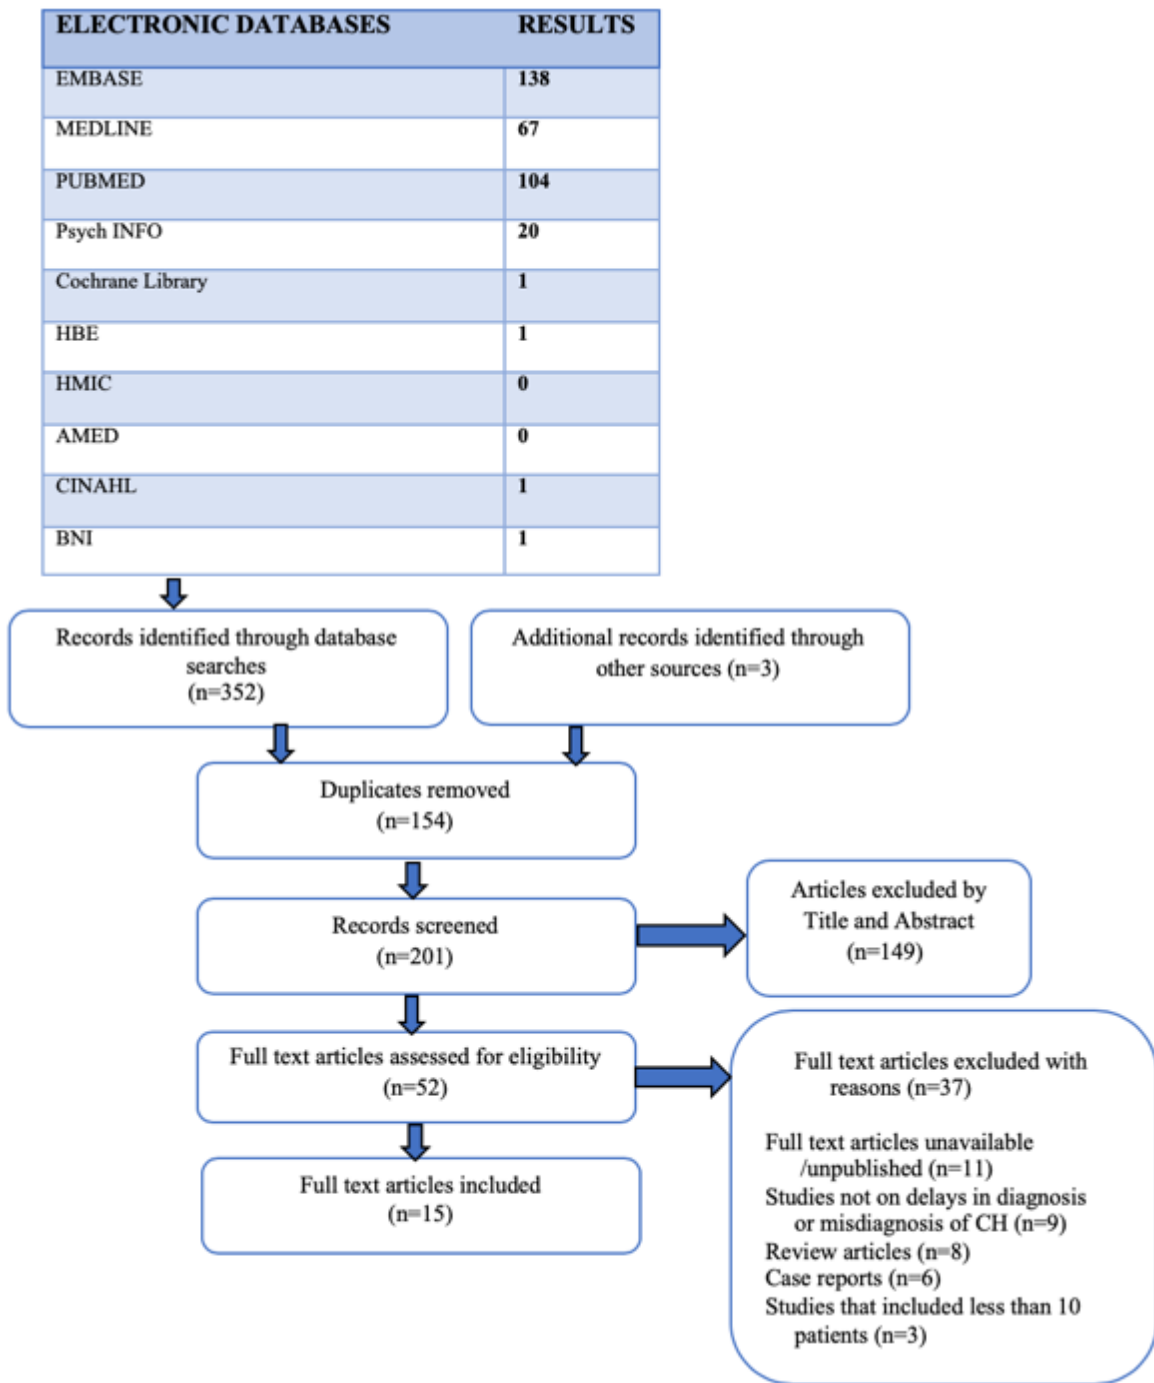 ELECTRONIC DATABASES RESULTS
EMBASE 138
MEDLINE 67
PUBMED 104
Psych INFO 20
Cochrane Library 1
HBE 1
HMIC 0
AMED 0
CINAHL 1
BNI 1
Records identified through database
searches
(n=352)
Additional records identified through
other sources (n=3)
Duplicates removed
(n=154)
Records screened
(n=201)
Articles excluded by
Title and Abstract
(n=149)
Full text articles assessed for eligibility
(n=52)
Full text articles excluded with
reasons (n=37)
Full text articles unavailable
/unpublished (n=11)
Studies not on delays in diagnosis
or misdiagnosis of CH (n=9)
Review articles (n=8)
Case reports (n=6)
Studies that included less than 10
patients (n=3)
Full text articles included
(n=15)